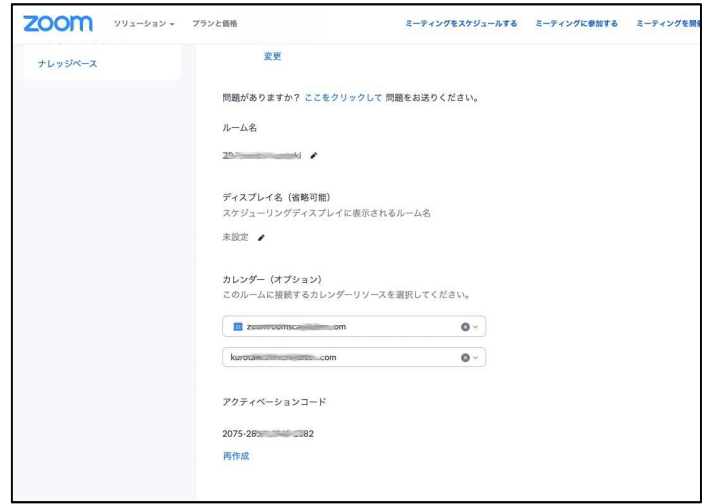 zoom ソリューション プランと価格 ミーティングをスケジュールする ミーティングに参加する ミーティングを開
ナレッジベース
変更
問題がありますか? ここをクリックして 問題をお送りください。
ルーム名
ディスプレイ名（省略可能）
スケジューリングディスプレイに表示されるルーム名
未設定
カレンダー（オプション）
このルームに接続するカレンダーリソースを選択してください。
アクティベーションコード
再作成